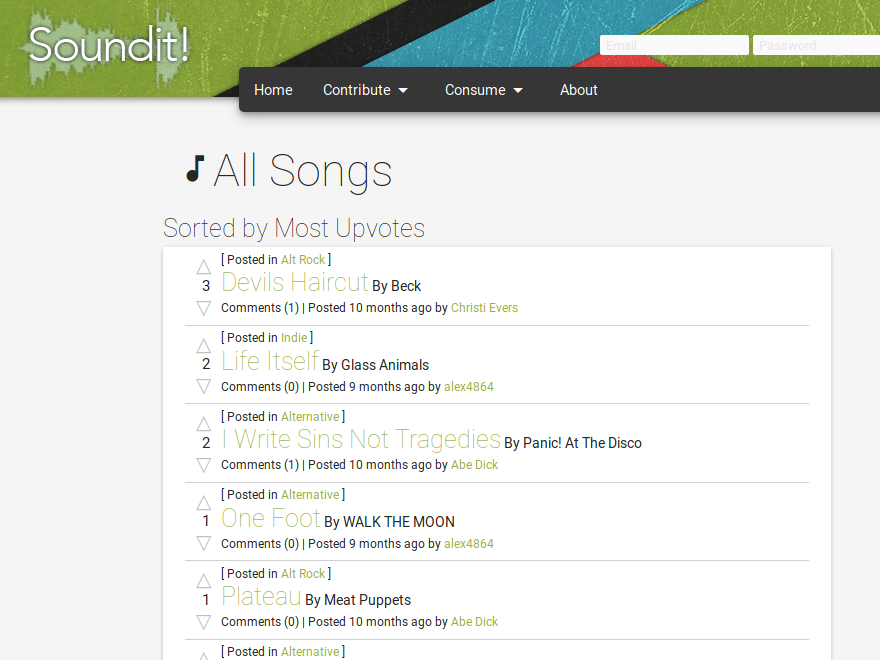 Soundit!
Email Password
Home Contribute Consume About
All Songs
Sorted by Most Upvotes
[ Posted in Alt Rock ]
3 Devils Haircut By Beck
Comments (1) | Posted 10 months ago by Christi Evers
[ Posted in Indie ]
2 Life Itself By Glass Animals
Comments (0) | Posted 9 months ago by alex4864
[ Posted in Alternative ]
2 I Write Sins Not Tragedies By Panic! At The Disco
Comments (1) | Posted 10 months ago by Abe Dick
[ Posted in Alternative ]
1 One Foot By WALK THE MOON
Comments (0) | Posted 9 months ago by alex4864
[ Posted in Alt Rock ]
1 Plateau By Meat Puppets
Comments (0) | Posted 10 months ago by Abe Dick
[ Posted in Alternative ]